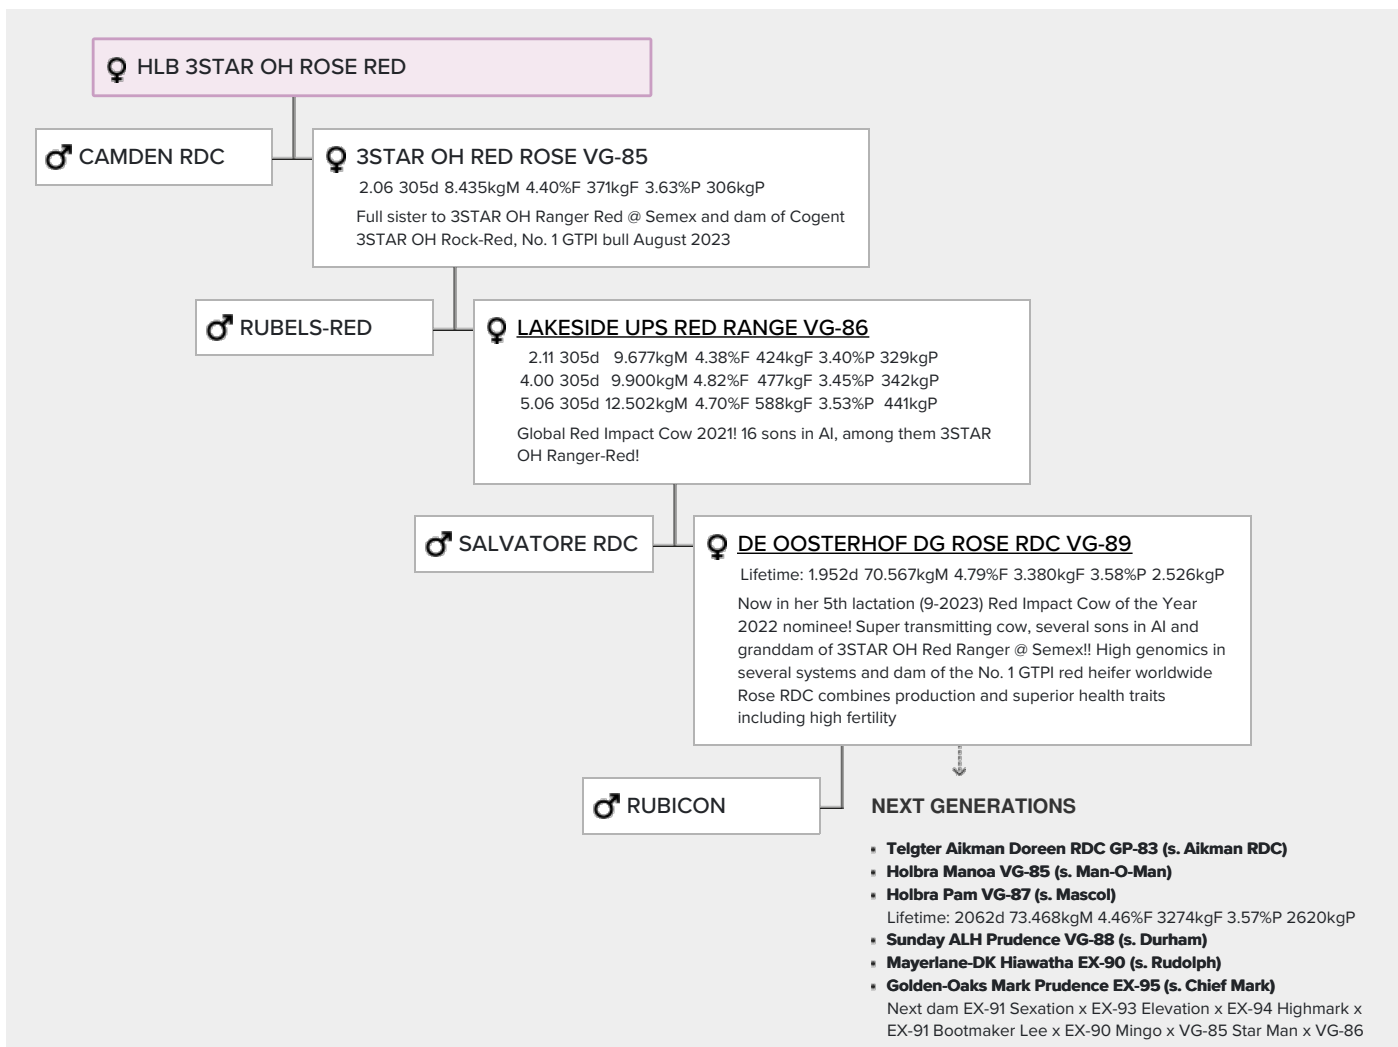 HLB 3STAR OH ROSE RED
CAMDEN RDC
3STAR OH RED ROSE VG-85
2.06 305d 8.435kgM 4.40%F 371kgF 3.63%P 306kgP
Full sister to 3STAR OH Ranger Red @ Semex and dam of Cogent
3STAR OH Rock-Red, No. 1 GTPI bull August 2023
RUBELS-RED
LAKESIDE UPS RED RANGE VG-86
2.11 305d 9.677kgM 4.38%F 424kgF 3.40%P 329kgP
4.00 305d 9.900kgM 4.82%F 477kgF 3.45%P 342kgP
5.06 305d 12.502kgM 4.70%F 588kgF 3.53%P 441kgP
Global Red Impact Cow 2021! 16 sons in AI, among them 3STAR
OH Ranger-Red!
SALVATORE RDC
DE OOSTERHOF DG ROSE RDC VG-89
Lifetime: 1.952d 70.567kgM 4.79%F 3.380kgF 3.58%P 2.526kgP
Now in her 5th lactation (9-2023) Red Impact Cow of the Year
2022 nominee! Super transmitting cow, several sons in AI and
granddam of 3STAR OH Red Ranger @ Semex!! High genomics in
several systems and dam of the No. 1 GTPI red heifer worldwide
Rose RDC combines production and superior health traits
including high fertility
RUBICON
NEXT GENERATIONS
Telgter Aikman Doreen RDC GP-83 (s. Aikman RDC)
Holbra Manoa VG-85 (s. Man-O-Man)
Holbra Pam VG-87 (s. Mascol)
Lifetime: 2062d 73.468kgM 4.46%F 3274kgF 3.57%P 2620kgP
Sunday ALH Prudence VG-88 (s. Durham)
Mayerlane-DK Hiawatha EX-90 (s. Rudolph)
Golden-Oaks Mark Prudence EX-95 (s. Chief Mark)
Next dam EX-91 Sexation x EX-93 Elevation x EX-94 Highmark x
EX-91 Bootmaker Lee x EX-90 Mingo x VG-85 Star Man x VG-86